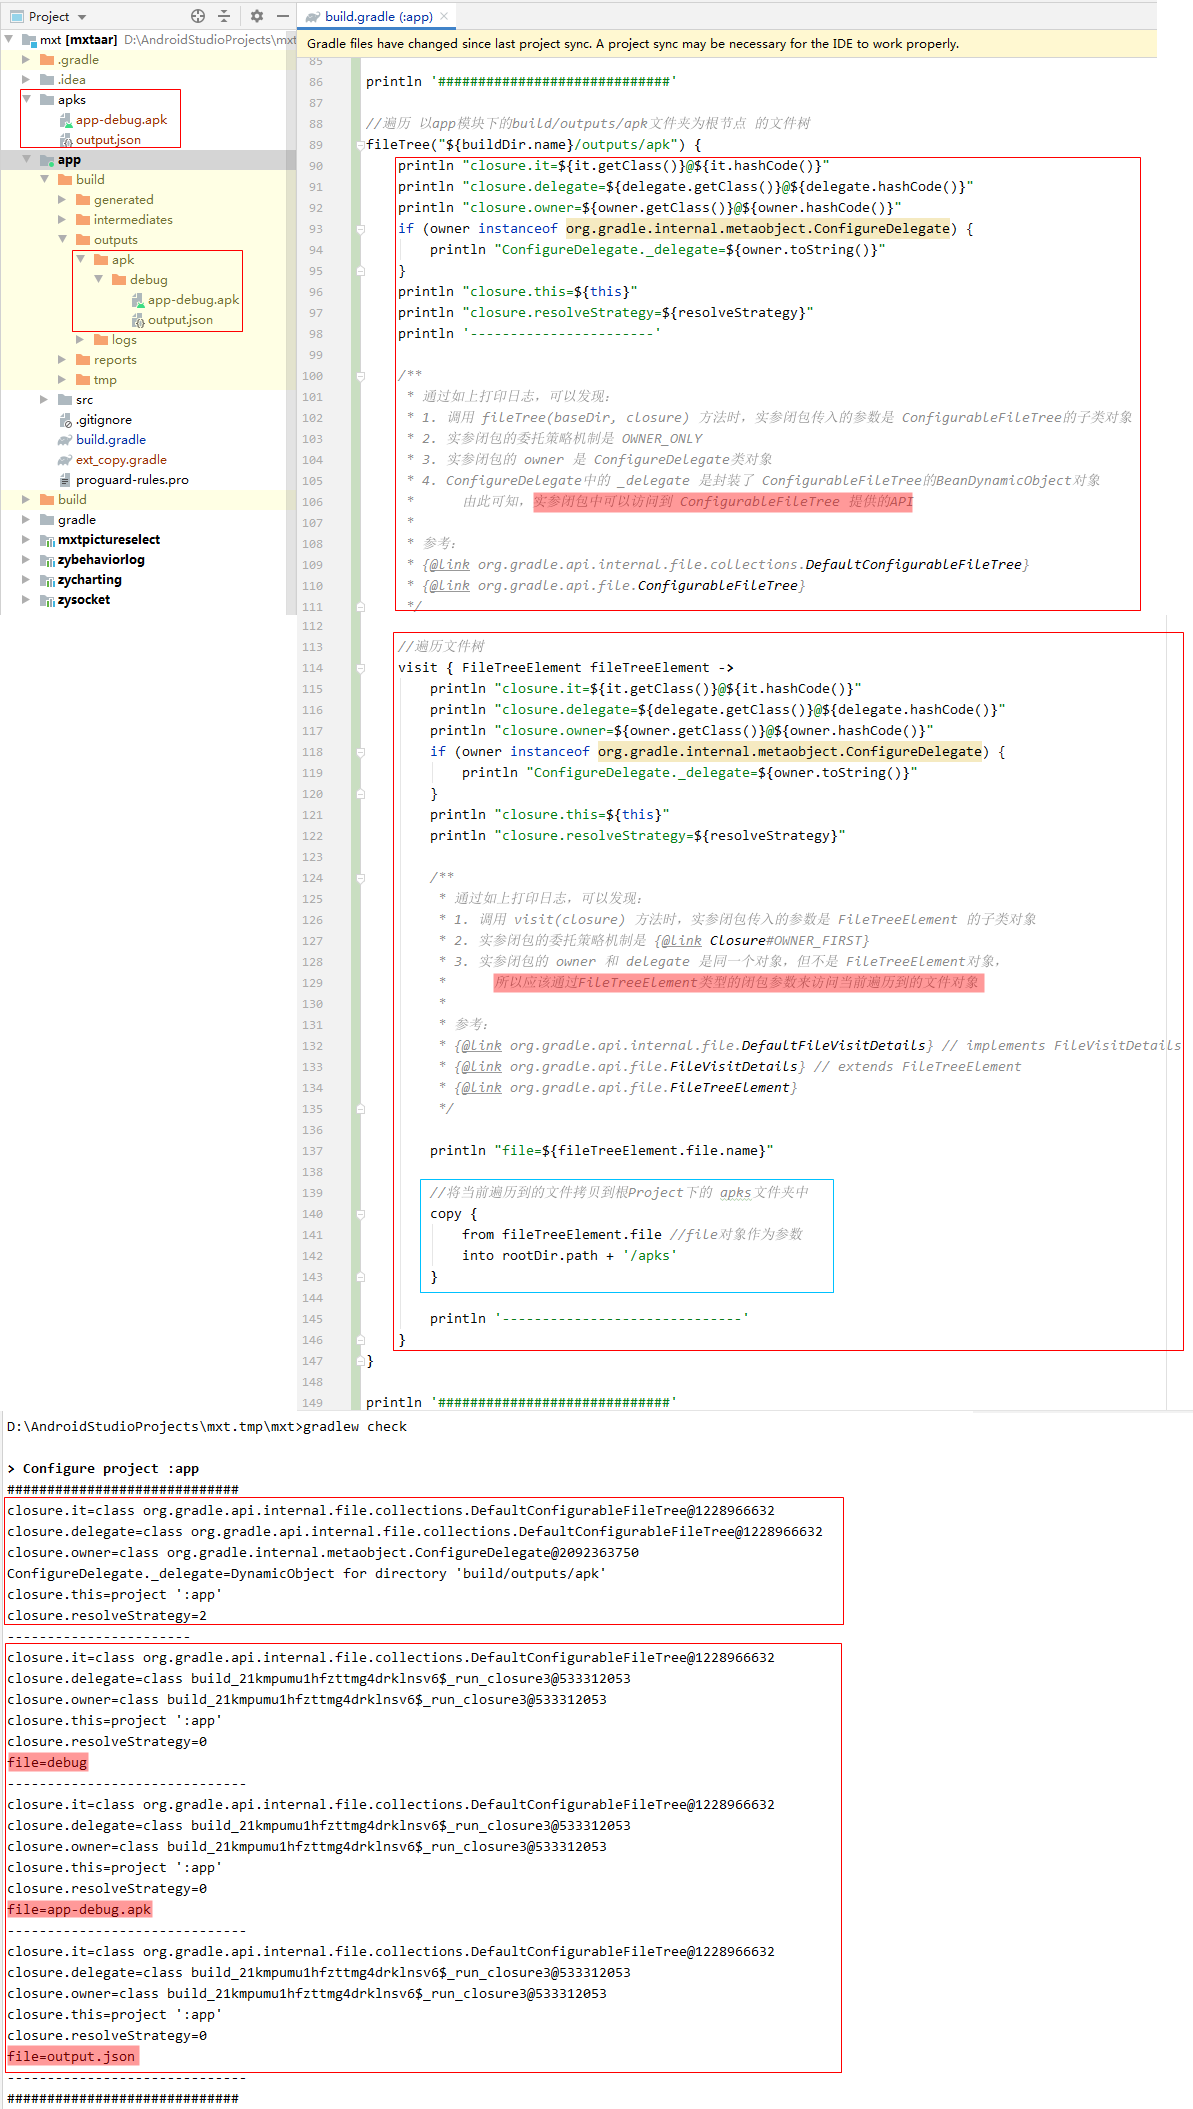 Project
mxt [mxtaar] D:\AndroidStudioProjects\mxt
.gradle
.idea
apks
app-debug.apk
output.json
app
build
generated
intermediates
outputs
apk
debug
app-debug.apk
output.json
logs
reports
tmp
src
.gitignore
build.gradle
ext_copy.gradle
proguard-rules.pro
build
gradle
mxtpictureselect
zybehaviorlog
zycharting
zysocket
build.gradle (:app)
Gradle files have changed since last project sync. A project sync may be necessary for the IDE to work properly.
85
86 println '#############################'
87
88 //遍历 以app模块下的build/outputs/apk文件夹为根节点 的文件树
89 fileTree("${buildDir.name}/outputs/apk") {
90 println "closure.it=${it.getClass()}@${it.hashCode()}"
91 println "closure.delegate=${delegate.getClass()}@${delegate.hashCode()}"
92 println "closure.owner=${owner.getClass()}@${owner.hashCode()}"
93 if (owner instanceof org.gradle.internal.metaobject.ConfigureDelegate) {
94 println "ConfigureDelegate._delegate=${owner.toString()}"
95 }
96 println "closure.this=${this}"
97 println "closure.resolveStrategy=${resolveStrategy}"
98 println '-----------------------'
99
100 /**
101 * 通过如上打印日志，可以发现：
102 * 1. 调用 fileTree(baseDir, closure) 方法时，实参闭包传入的参数是 ConfigurableFileTree的子类对象
103 * 2. 实参闭包的委托策略机制是 OWNER_ONLY
104 * 3. 实参闭包的 owner 是 ConfigureDelegate类对象
105 * 4. ConfigureDelegate中的 _delegate 是封装了 ConfigurableFileTree的BeanDynamicObject对象
106 * 由此可知，实参闭包中可以访问到 ConfigurableFileTree 提供的API
107 *
108 * 参考：
109 * {@link org.gradle.api.internal.file.collections.DefaultConfigurableFileTree}
110 * {@link org.gradle.api.file.ConfigurableFileTree}
111 */
112
113 //遍历文件树
114 visit { FileTreeElement fileTreeElement ->
115 println "closure.it=${it.getClass()}@${it.hashCode()}"
116 println "closure.delegate=${delegate.getClass()}@${delegate.hashCode()}"
117 println "closure.owner=${owner.getClass()}@${owner.hashCode()}"
118 if (owner instanceof org.gradle.internal.metaobject.ConfigureDelegate) {
119 println "ConfigureDelegate._delegate=${owner.toString()}"
120 }
121 println "closure.this=${this}"
122 println "closure.resolveStrategy=${resolveStrategy}"
123
124 /**
125 * 通过如上打印日志，可以发现：
126 * 1. 调用 visit(closure) 方法时，实参闭包传入的参数是 FileTreeElement 的子类对象
127 * 2. 实参闭包的委托策略机制是 {@link Closure#OWNER_FIRST}
128 * 3. 实参闭包的 owner 和 delegate 是同一个对象，但不是 FileTreeElement对象，
129 * 所以应该通过FileTreeElement类型的闭包参数来访问当前遍历到的文件对象
130 *
131 * 参考：
132 * {@link org.gradle.api.internal.file.DefaultFileVisitDetails} // implements FileVisitDetails
133 * {@link org.gradle.api.file.FileVisitDetails} // extends FileTreeElement
134 * {@link org.gradle.api.file.FileTreeElement}
135 */
136
137 println "file=${fileTreeElement.file.name}"
138
139 //将当前遍历到的文件拷贝到根Project下的 apks文件夹中
140 copy {
141 from fileTreeElement.file //file对象作为参数
142 into rootDir.path + '/apks'
143 }
144
145 println '------------------------------'
146 }
147 }
148
149 println '#############################'
D:\AndroidStudioProjects\mxt.tmp\mxt>gradlew check
> Configure project :app
#############################
closure.it=class org.gradle.api.internal.file.collections.DefaultConfigurableFileTree@1228966632
closure.delegate=class org.gradle.api.internal.file.collections.DefaultConfigurableFileTree@1228966632
closure.owner=class org.gradle.internal.metaobject.ConfigureDelegate@2092363750
ConfigureDelegate._delegate=DynamicObject for directory 'build/outputs/apk'
closure.this=project ':app'
closure.resolveStrategy=2
-----------------------
closure.it=class org.gradle.api.internal.file.collections.DefaultConfigurableFileTree@1228966632
closure.delegate=class build_21kmpumu1hfzttmg4drklnsv6$_run_closure3@533312053
closure.owner=class build_21kmpumu1hfzttmg4drklnsv6$_run_closure3@533312053
closure.this=project ':app'
closure.resolveStrategy=0
file=debug
------------------------------
closure.it=class org.gradle.api.internal.file.collections.DefaultConfigurableFileTree@1228966632
closure.delegate=class build_21kmpumu1hfzttmg4drklnsv6$_run_closure3@533312053
closure.owner=class build_21kmpumu1hfzttmg4drklnsv6$_run_closure3@533312053
closure.this=project ':app'
closure.resolveStrategy=0
file=app-debug.apk
------------------------------
closure.it=class org.gradle.api.internal.file.collections.DefaultConfigurableFileTree@1228966632
closure.delegate=class build_21kmpumu1hfzttmg4drklnsv6$_run_closure3@533312053
closure.owner=class build_21kmpumu1hfzttmg4drklnsv6$_run_closure3@533312053
closure.this=project ':app'
closure.resolveStrategy=0
file=output.json
------------------------------
#############################